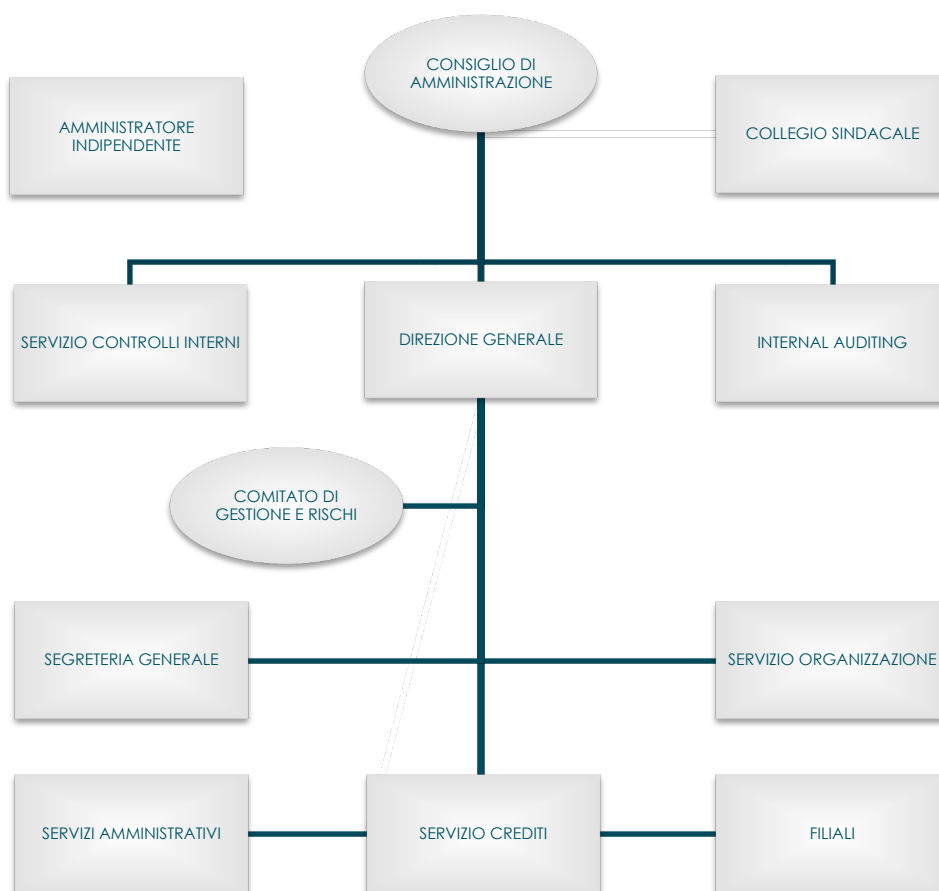 CONSIGLIO DI
AMMINISTRAZIONE
AMMINISTRATORE
INDIPENDENTE
COLLEGIO SINDACALE
SERVIZIO CONTROLLI INTERNI
DIREZIONE GENERALE
INTERNAL AUDITING
COMITATO DI
GESTIONE E RISCHI
SEGRETERIA GENERALE
SERVIZIO ORGANIZZAZIONE
SERVIZI AMMINISTRATIVI
SERVIZIO CREDITI
FILIALI